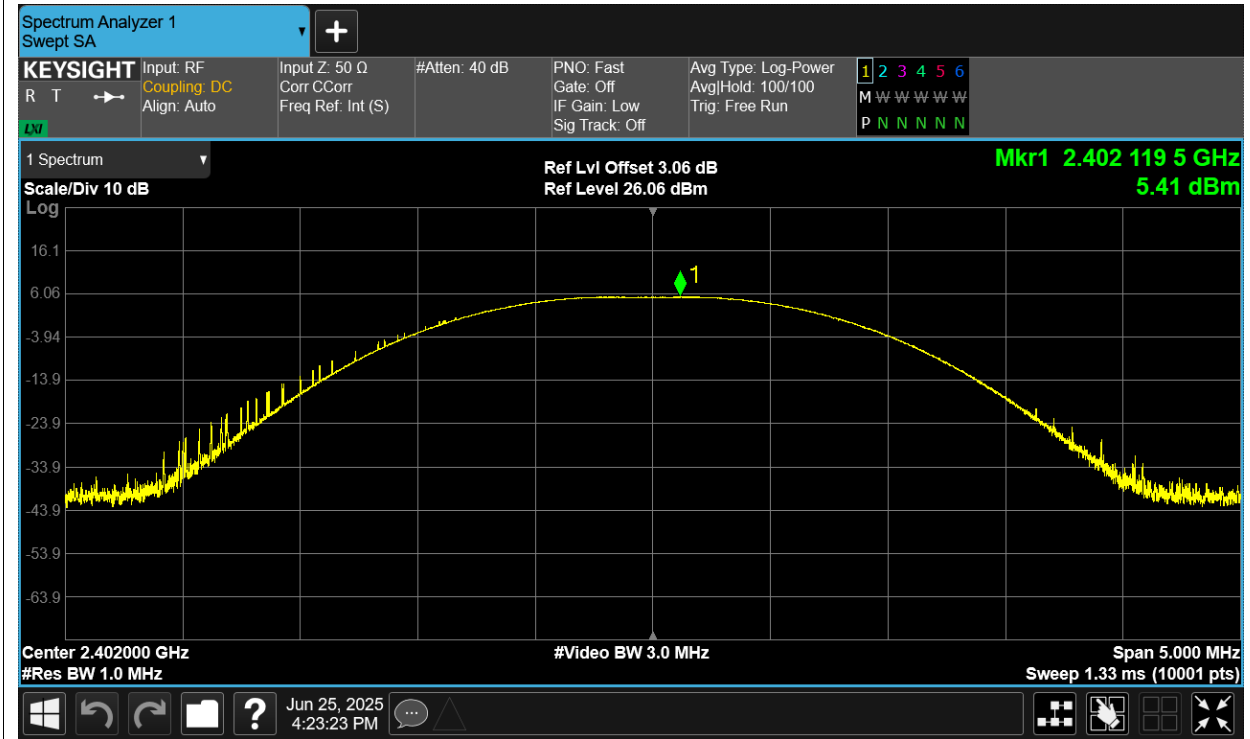 Spectrum Analyzer 1
Swept SA
KEYSIGHT
R T
LXI
Input: RF
Coupling: DC
Align: Auto
Input Z: 50 Ω
Corr CCorr
Freq Ref: Int (S)
#Atten: 40 dB
PNO: Fast
Gate: Off
IF Gain: Low
Sig Track: Off
Avg Type: Log-Power
Avg|Hold: 100/100
Trig: Free Run
1 2 3 4 5 6
M W W W W W
P N N N N N
1 Spectrum
Scale/Div 10 dB
Log
Ref Lvl Offset 3.06 dB
Ref Level 26.06 dBm
Mkr1 2.402 119 5 GHz
5.41 dBm
1
16.1
6.06
-3.94
-13.9
-23.9
-33.9
-43.9
-53.9
-63.9
Center 2.402000 GHz
#Video BW 3.0 MHz
Span 5.000 MHz
#Res BW 1.0 MHz
Sweep 1.33 ms (10001 pts)
?
Jun 25, 2025
4:23:23 PM